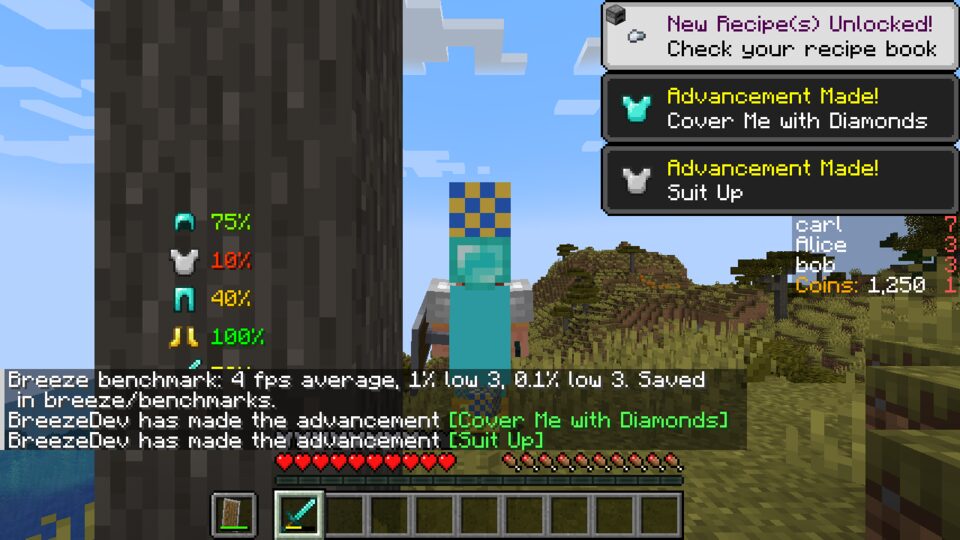 New Recipe(s) Unlocked!
Check your recipe book
Advancement Made!
Cover Me with Diamonds
Advancement Made!
Suit Up
carl 7
Alice 3
bob 3
Coins: 1,250 1
75%
10%
40%
100%
Breeze benchmark: 4 fps average, 1% low 3, 0.1% low 3. Saved
in breeze/benchmarks.
BreezeDev has made the advancement [Cover Me with Diamonds]
BreezeDev has made the advancement [Suit Up]